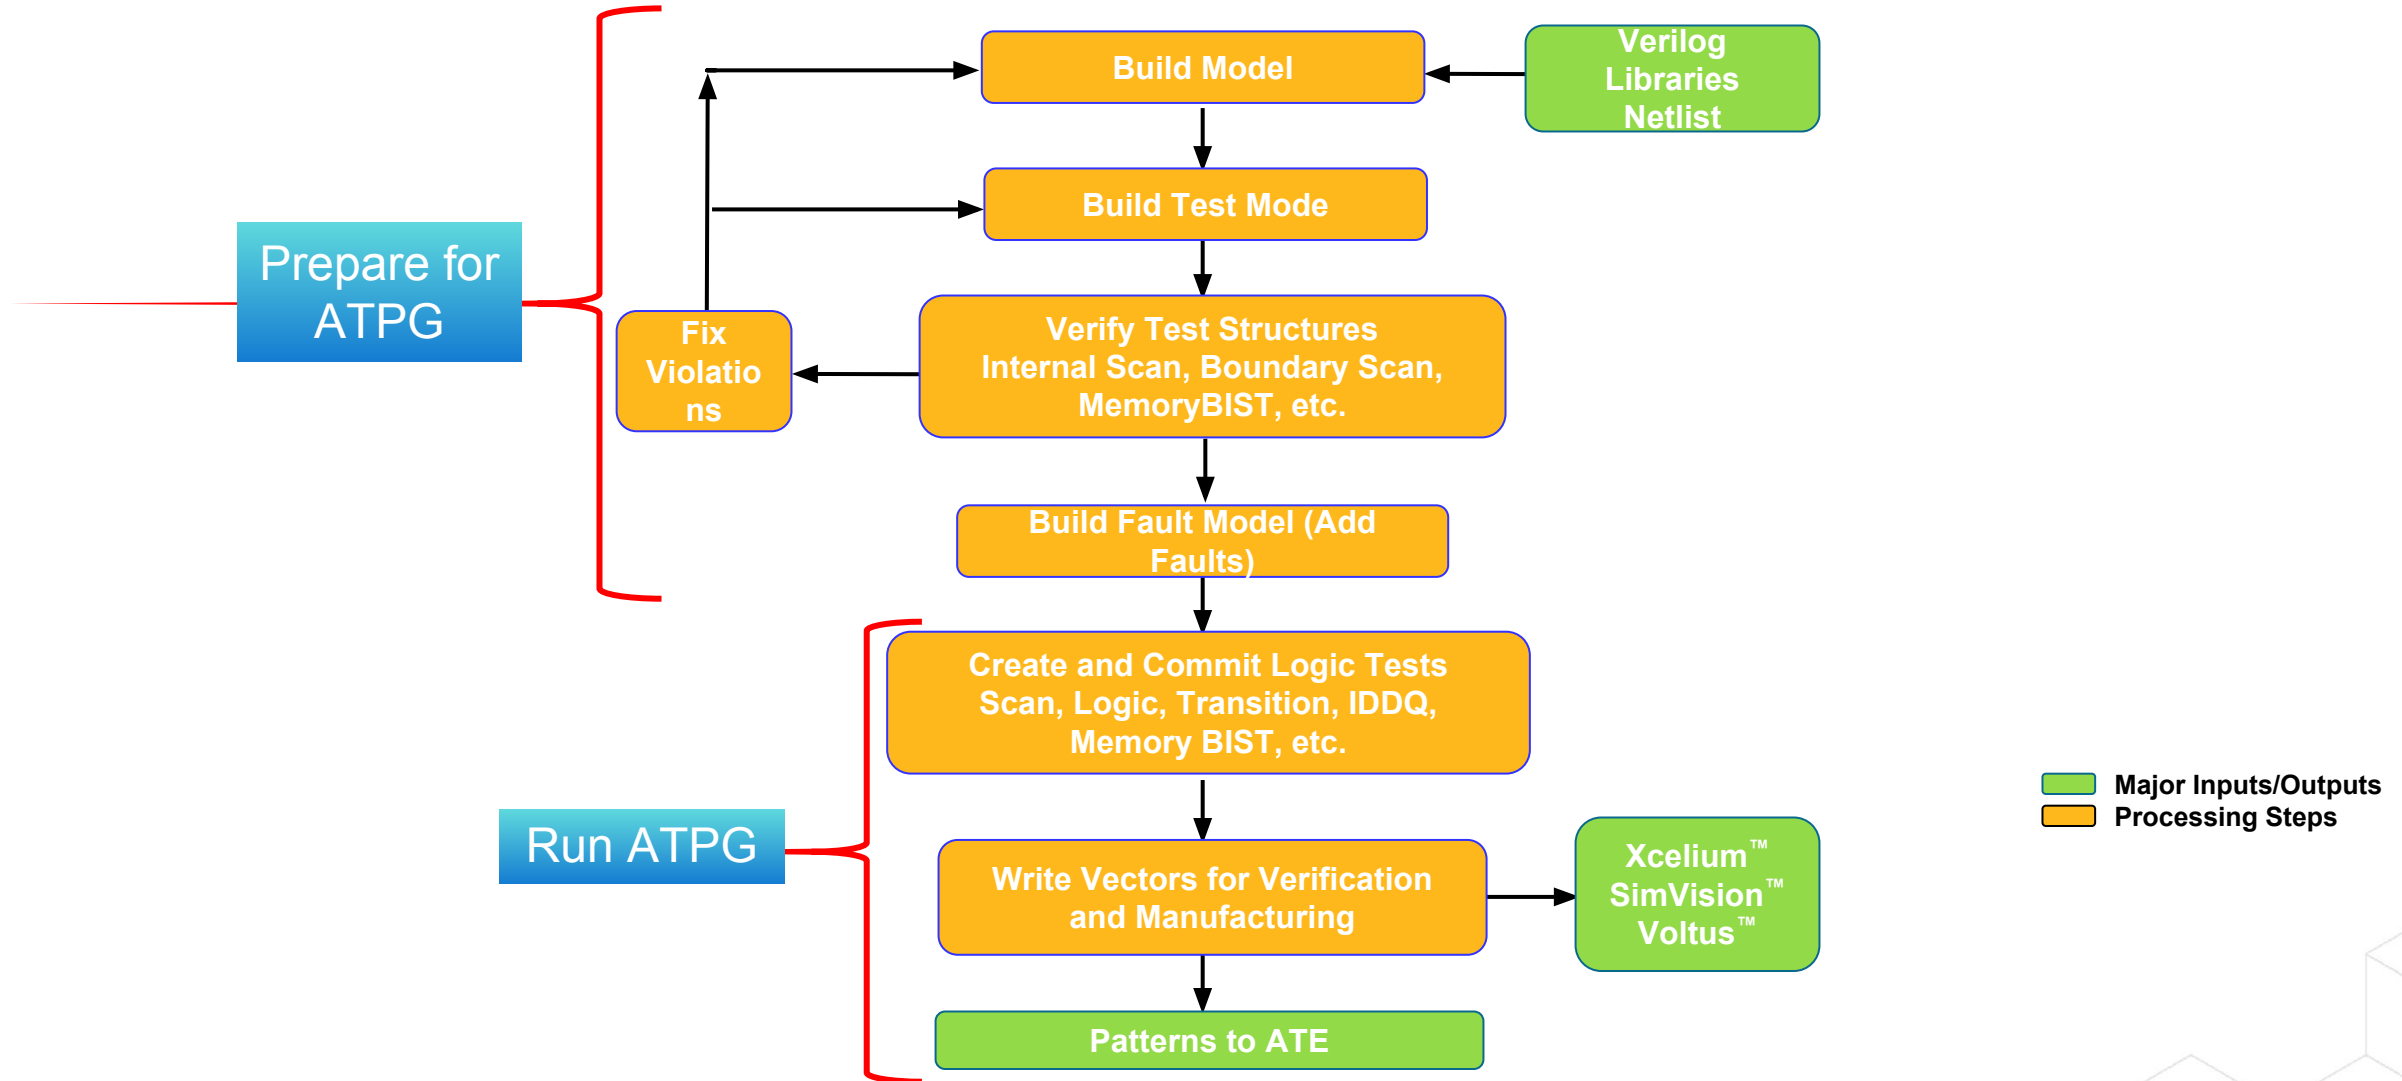 Build Model
Verilog
Libraries
Netlist
Build Test Mode
Prepare for
ATPG
Fix
Violatio
ns
Verify Test Structures
Internal Scan, Boundary Scan,
MemoryBIST, etc.
Build Fault Model (Add
Faults)
Create and Commit Logic Tests
Scan, Logic, Transition, IDDQ,
Memory BIST, etc.
Run ATPG
Write Vectors for Verification
and Manufacturing
Xcelium™
SimVision™
Voltus™
Patterns to ATE
Major Inputs/Outputs
Processing Steps